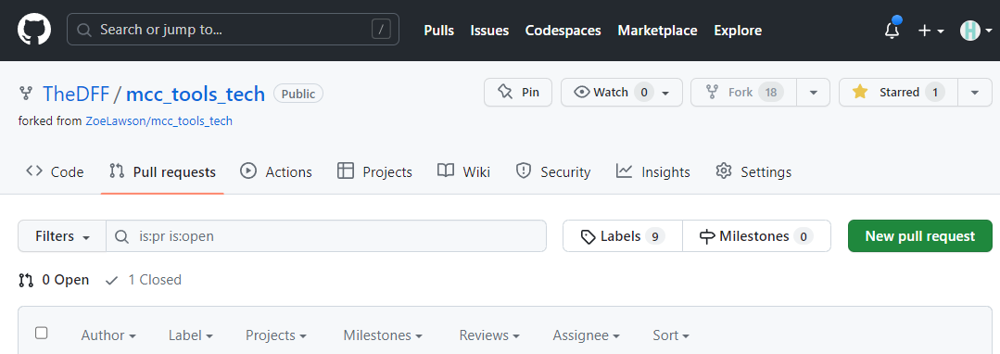 Search or jump to... / Pulls Issues Codespaces Marketplace Explore
TheDFF / mcc_tools_tech Public Pin Watch 0 Fork 18 Starred 1
forked from ZoeLawson/mcc_tools_tech
Code Pull requests Actions Projects Wiki Security Insights Settings
Filters is:pr is:open Labels 9 Milestones 0 New pull request
0 Open 1 Closed
Author Label Projects Milestones Reviews Assignee Sort